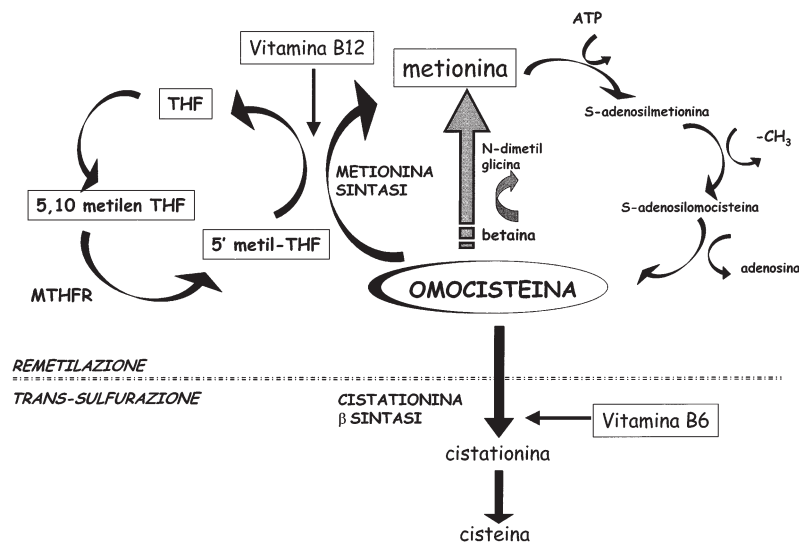 ATP
Vitamina B12
metionina
THF
S-adenosilmetionina
N-dimetil
glicina
-CH₃
METIONINA
SINTASI
5,10 metilen THF
S-adenosilomocisteina
5' metil-THF
betaina
adenosina
MTHFR
OMOCISTEINA
REMETILAZIONE
TRANS-SULFURAZIONE
CISTATIONINA
β SINTASI
Vitamina B6
cistationina
cisteina